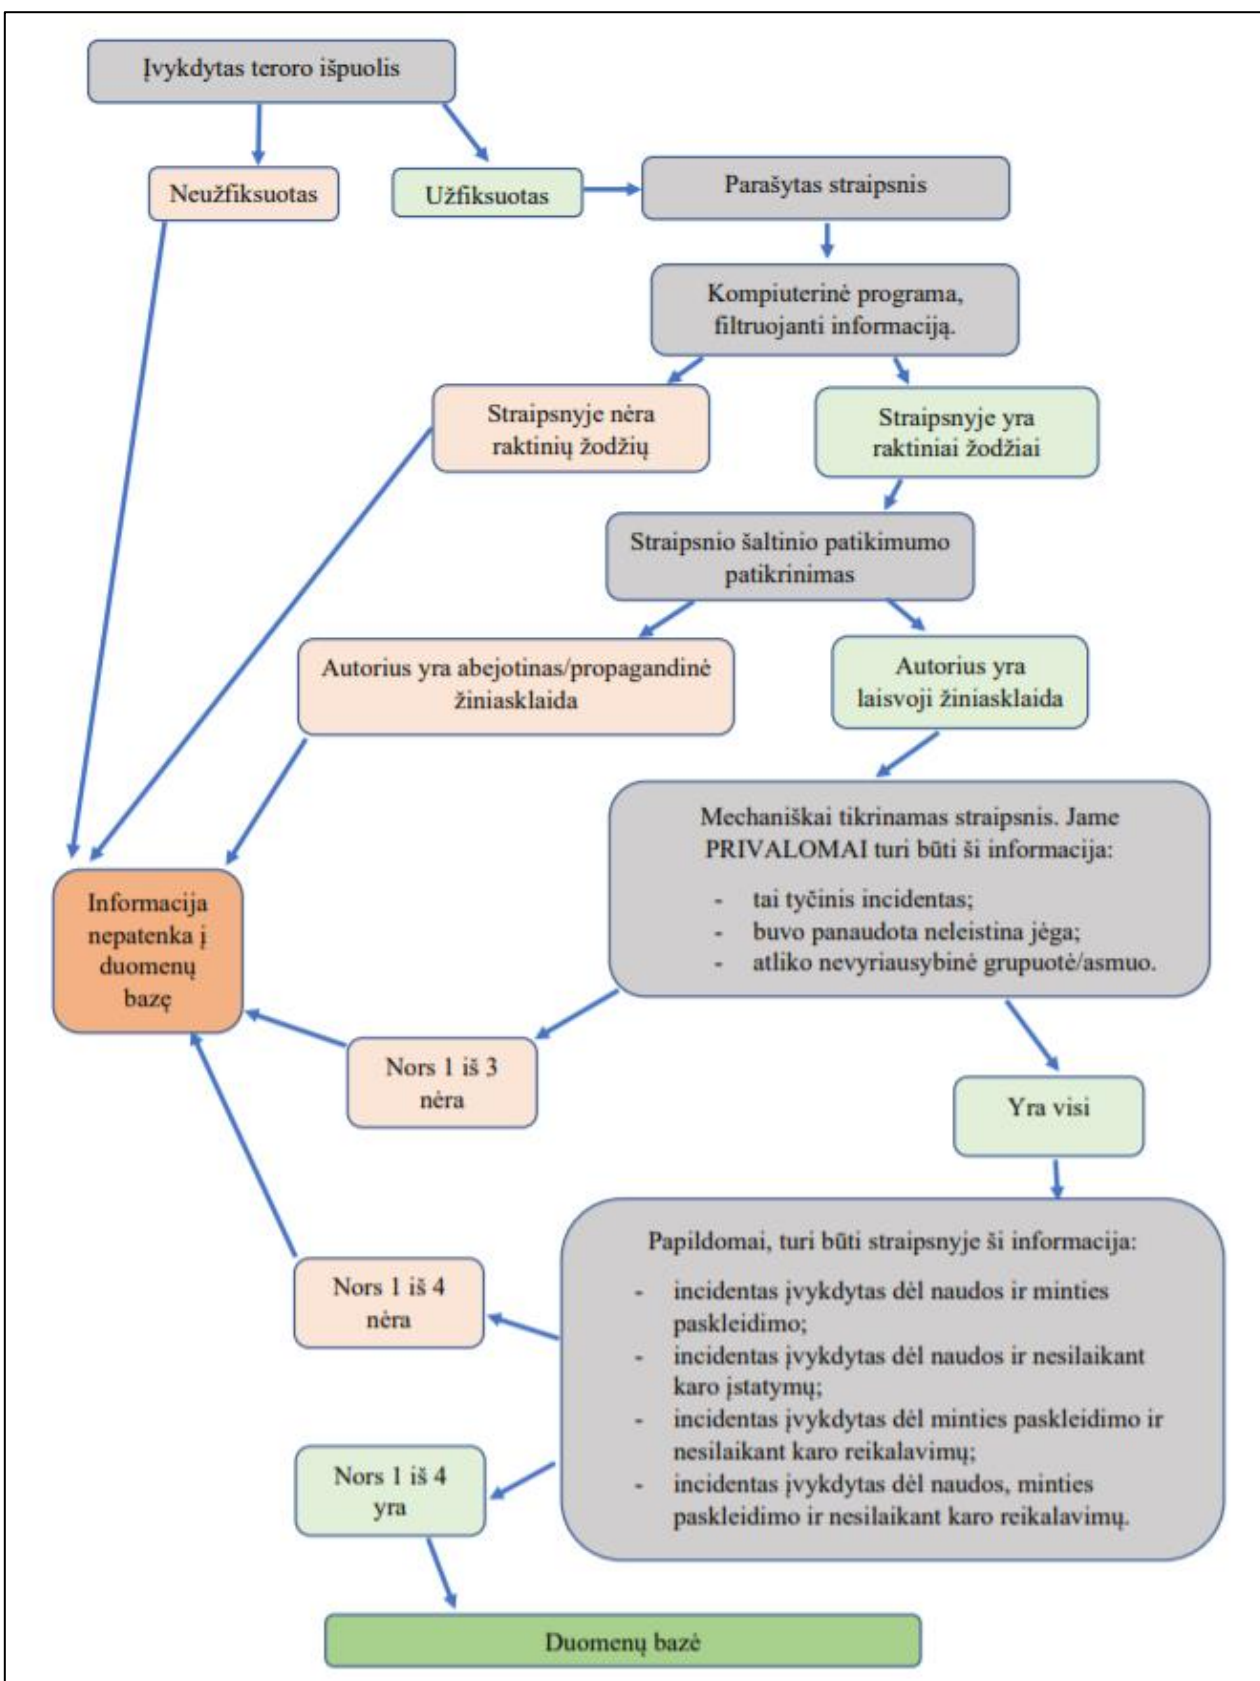 Įvykdytas teroro išpuolis
Neužfiksuotas
Užfiksuotas
Parašytas straipsnis
Kompiuterinė programa,
filtruojanti informaciją.
Straipsnyje nėra
raktinių žodžių
Straipsnyje yra
raktiniai žodžiai
Straipsnio šaltinio patikimumo
patikrinimas
Autorius yra abejotinas/propagandinė
žiniasklaida
Autorius yra
laisvoji žiniasklaida
Mechaniškai tikrinamas straipsnis. Jame
PRIVALOMAI turi būti ši informacija:
- tai tyčinis incidentas;
- buvo panaudota neleistina jėga;
- atliko nevyriausybinė grupuotė/asmuo.
Informacija
nepatenka į
duomenų
bazę
Nors 1 iš 3
nėra
Yra visi
Papildomai, turi būti straipsnyje ši informacija:
- incidentas įvykdytas dėl naudos ir minties
paskleidimo;
- incidentas įvykdytas dėl naudos ir nesilaikant
karo įstatymų;
- incidentas įvykdytas dėl minties paskleidimo ir
nesilaikant karo reikalavimų;
- incidentas įvykdytas dėl naudos, minties
paskleidimo ir nesilaikant karo reikalavimų.
Nors 1 iš 4
nėra
Nors 1 iš 4
yra
Duomenų bazė